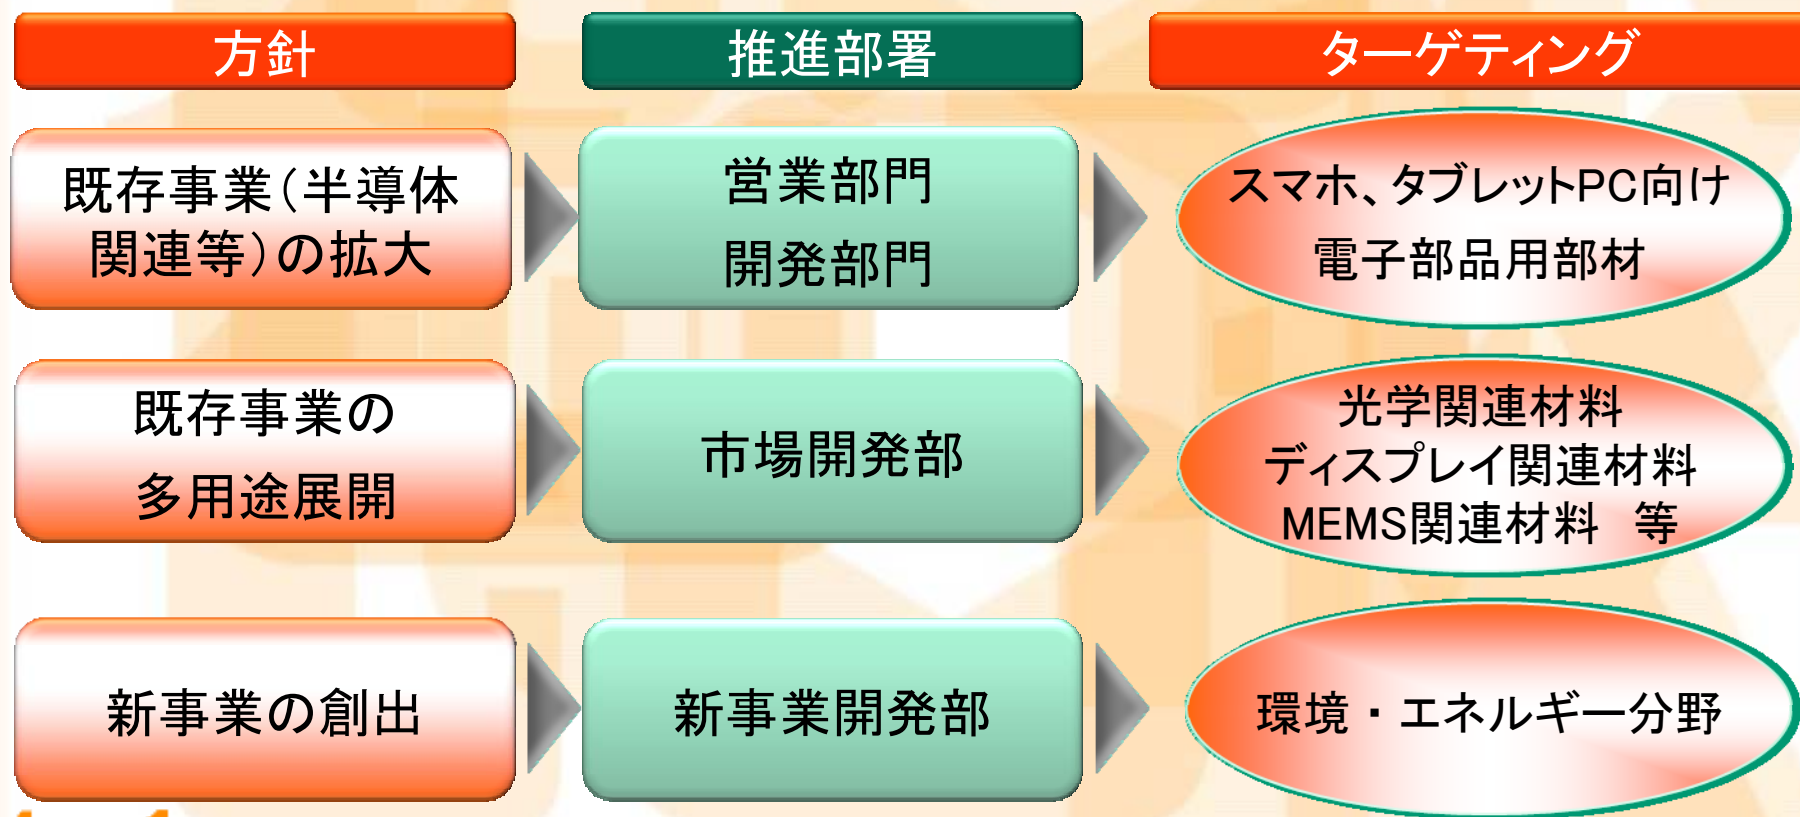 方針
推進部署
ターゲティング
既存事業(半導体
関連等)の拡大
営業部門
開発部門
スマホ、タブレットPC向け
電子部品用部材
既存事業の
多用途展開
市場開発部
光学関連材料
ディスプレイ関連材料
MEMS関連材料　等
新事業の創出
新事業開発部
環境・エネルギー分野